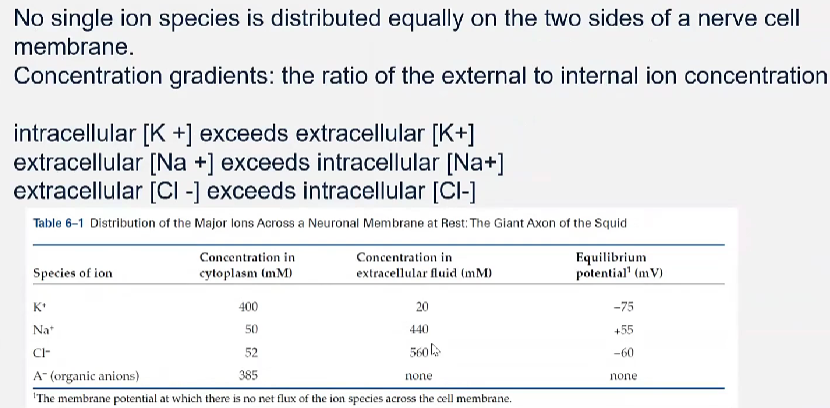 No single ion species is distributed equally on the two sides of a nerve cell
membrane.
Concentration gradients: the ratio of the external to internal ion concentration
intracellular [K +] exceeds extracellular [K+]
extracellular [Na +] exceeds intracellular [Na+]
extracellular [Cl -] exceeds intracellular [Cl-]
Table 6–1 Distribution of the Major Ions Across a Neuronal Membrane at Rest: The Giant Axon of the Squid
Species of ion Concentration in cytoplasm (mM) Concentration in extracellular fluid (mM) Equilibrium potential¹ (mV)
K⁺ 400 20 −75
Na⁺ 50 440 +55
Cl⁻ 52 560 −60
A⁻ (organic anions) 385 none none
¹The membrane potential at which there is no net flux of the ion species across the cell membrane.